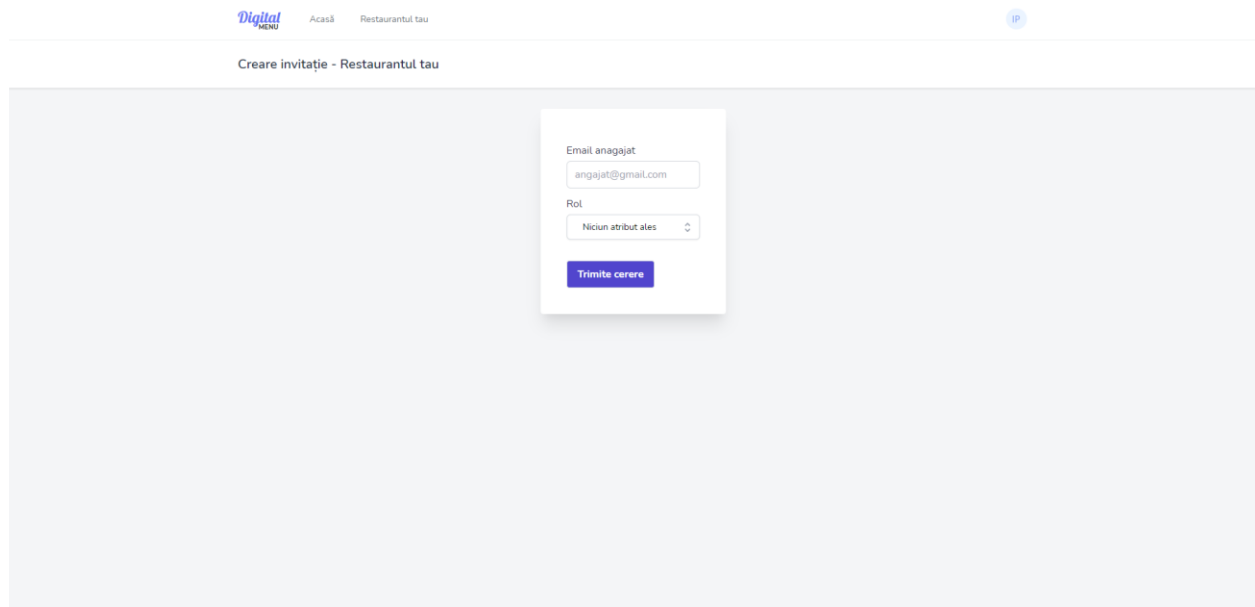 Digital
MENU
Acasă
Restaurantul tau
IP
Creare invitație - Restaurantul tau
Email anagajat
angajat@gmail.com
Rol
Niciun atribut ales
Trimite cerere